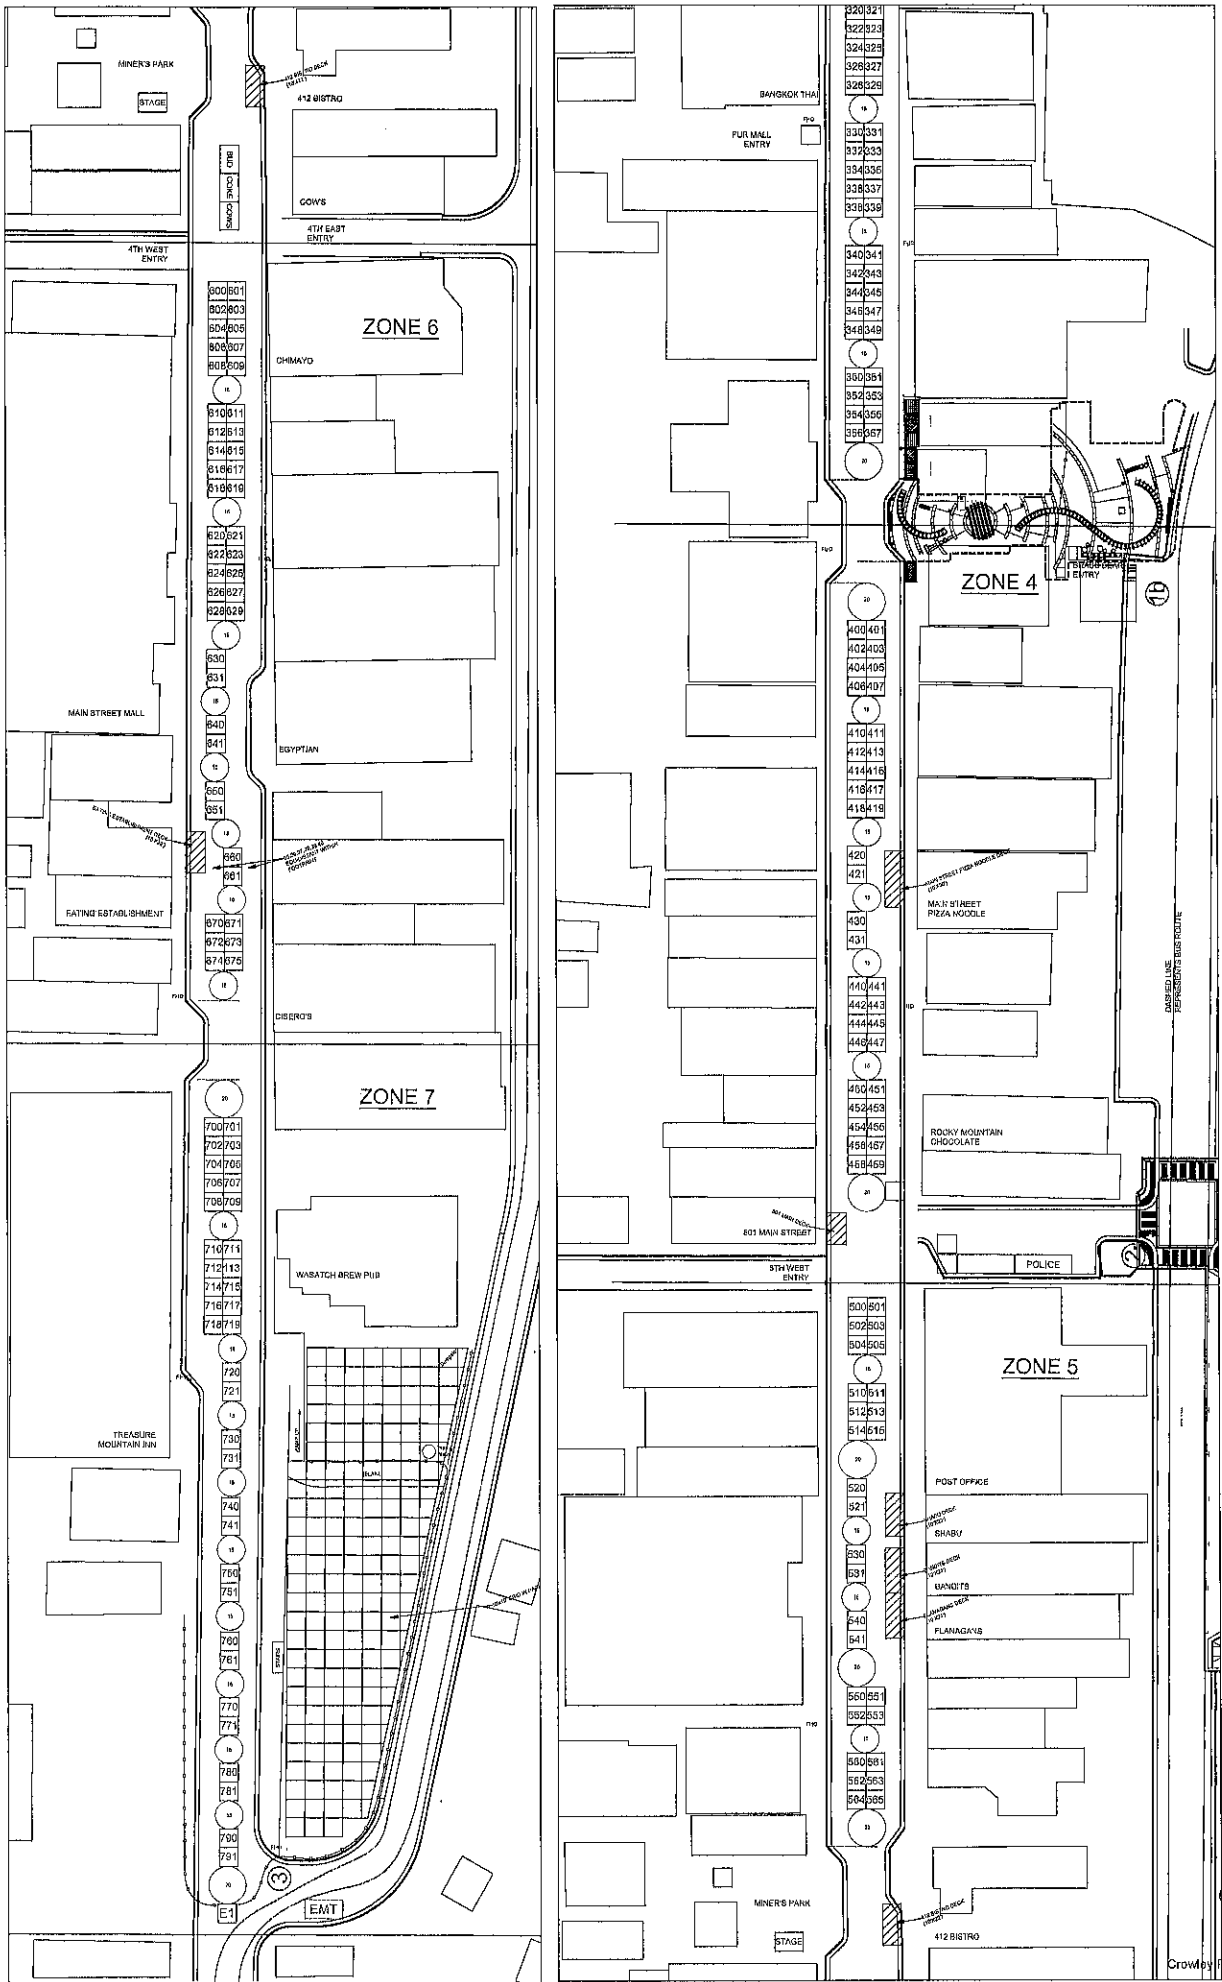 MINER'S PARK
STAGE
412 BISTRO
BUD
COKE
COWS
COWS
4TH EAST
ENTRY
4TH WEST
ENTRY
600 601
602 603
604 605
606 607
608 609
ZONE 6
CHIMAYO
610 611
612 613
614 615
616 617
618 619
620 621
622 623
624 625
626 627
628 629
630
631
MAIN STREET MALL
640
641
EGYPTIAN
650
651
660
661
EATING ESTABLISHMENT
670 671
672 673
674 675
CISERO'S
ZONE 7
20
700 701
702 703
704 705
706 707
708 709
710 711
712 713
714 715
716 717
718 719
WASATCH BREW PUB
720
721
TREASURE
MOUNTAIN INN
730
731
740
741
750
751
760
761
770
771
780
781
790
791
E1
3
EMT
320 321
322 323
324 325
326 327
328 329
BANGKOK THAI
FUR MALL
ENTRY
330 331
332 333
334 335
336 337
338 339
340 341
342 343
344 345
346 347
348 349
350 351
352 353
354 355
356 357
20
ZONE 4
ENTRY
1b
20
400 401
402 403
404 405
406 407
410 411
412 413
414 415
416 417
418 419
420
421
MAIN STREET
PIZZA NOODLE
430
431
DASHED LINE
REPRESENTS BUS ROUTE
440 441
442 443
444 445
446 447
450 451
452 453
454 455
456 457
458 459
ROCKY MOUNTAIN
CHOCOLATE
501 MAIN STREET
5TH WEST
ENTRY
POLICE
2
500 501
502 503
504 505
ZONE 5
510 511
512 513
514 515
POST OFFICE
520
521
SHABU
530
531
BANDITS
540
541
FLANAGANS
550 551
552 553
560 561
562 563
564 565
MINER'S PARK
STAGE
412 BISTRO
Crowley